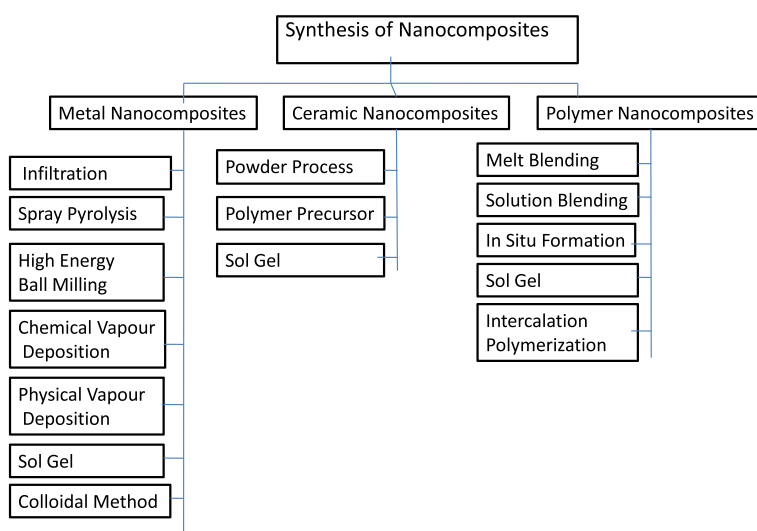 Synthesis of Nanocomposites
Metal Nanocomposites
Ceramic Nanocomposites
Polymer Nanocomposites
Infiltration
Spray Pyrolysis
High Energy
Ball Milling
Chemical Vapour
Deposition
Physical Vapour
Deposition
Sol Gel
Colloidal Method
Powder Process
Polymer Precursor
Sol Gel
Melt Blending
Solution Blending
In Situ Formation
Sol Gel
Intercalation
Polymerization